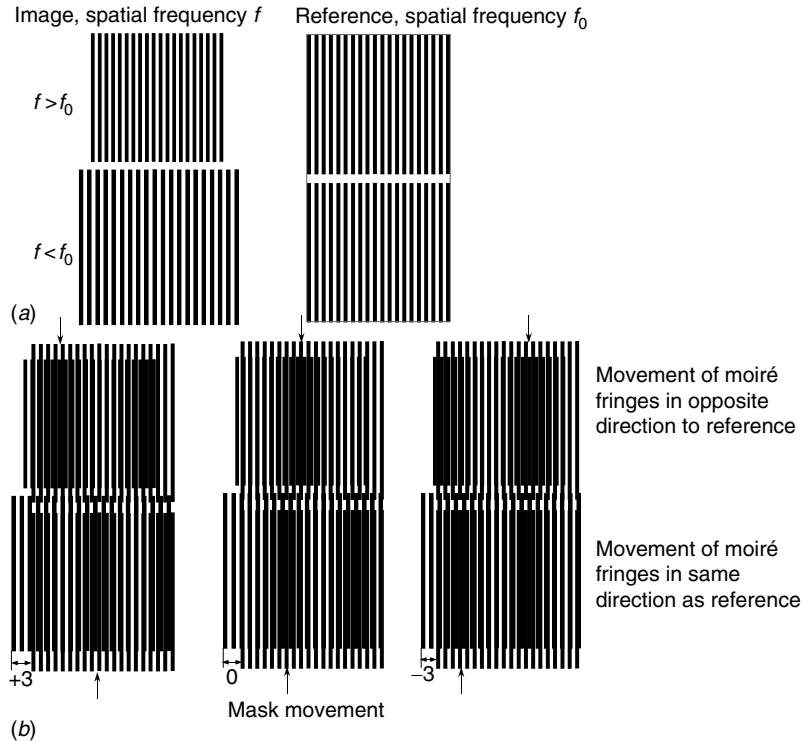 Image, spatial frequency f
Reference, spatial frequency f₀
f > f₀
f < f₀
(a)
Movement of moiré
fringes in opposite
direction to reference
Movement of moiré
fringes in same
direction as reference
+3
0
−3
Mask movement
(b)